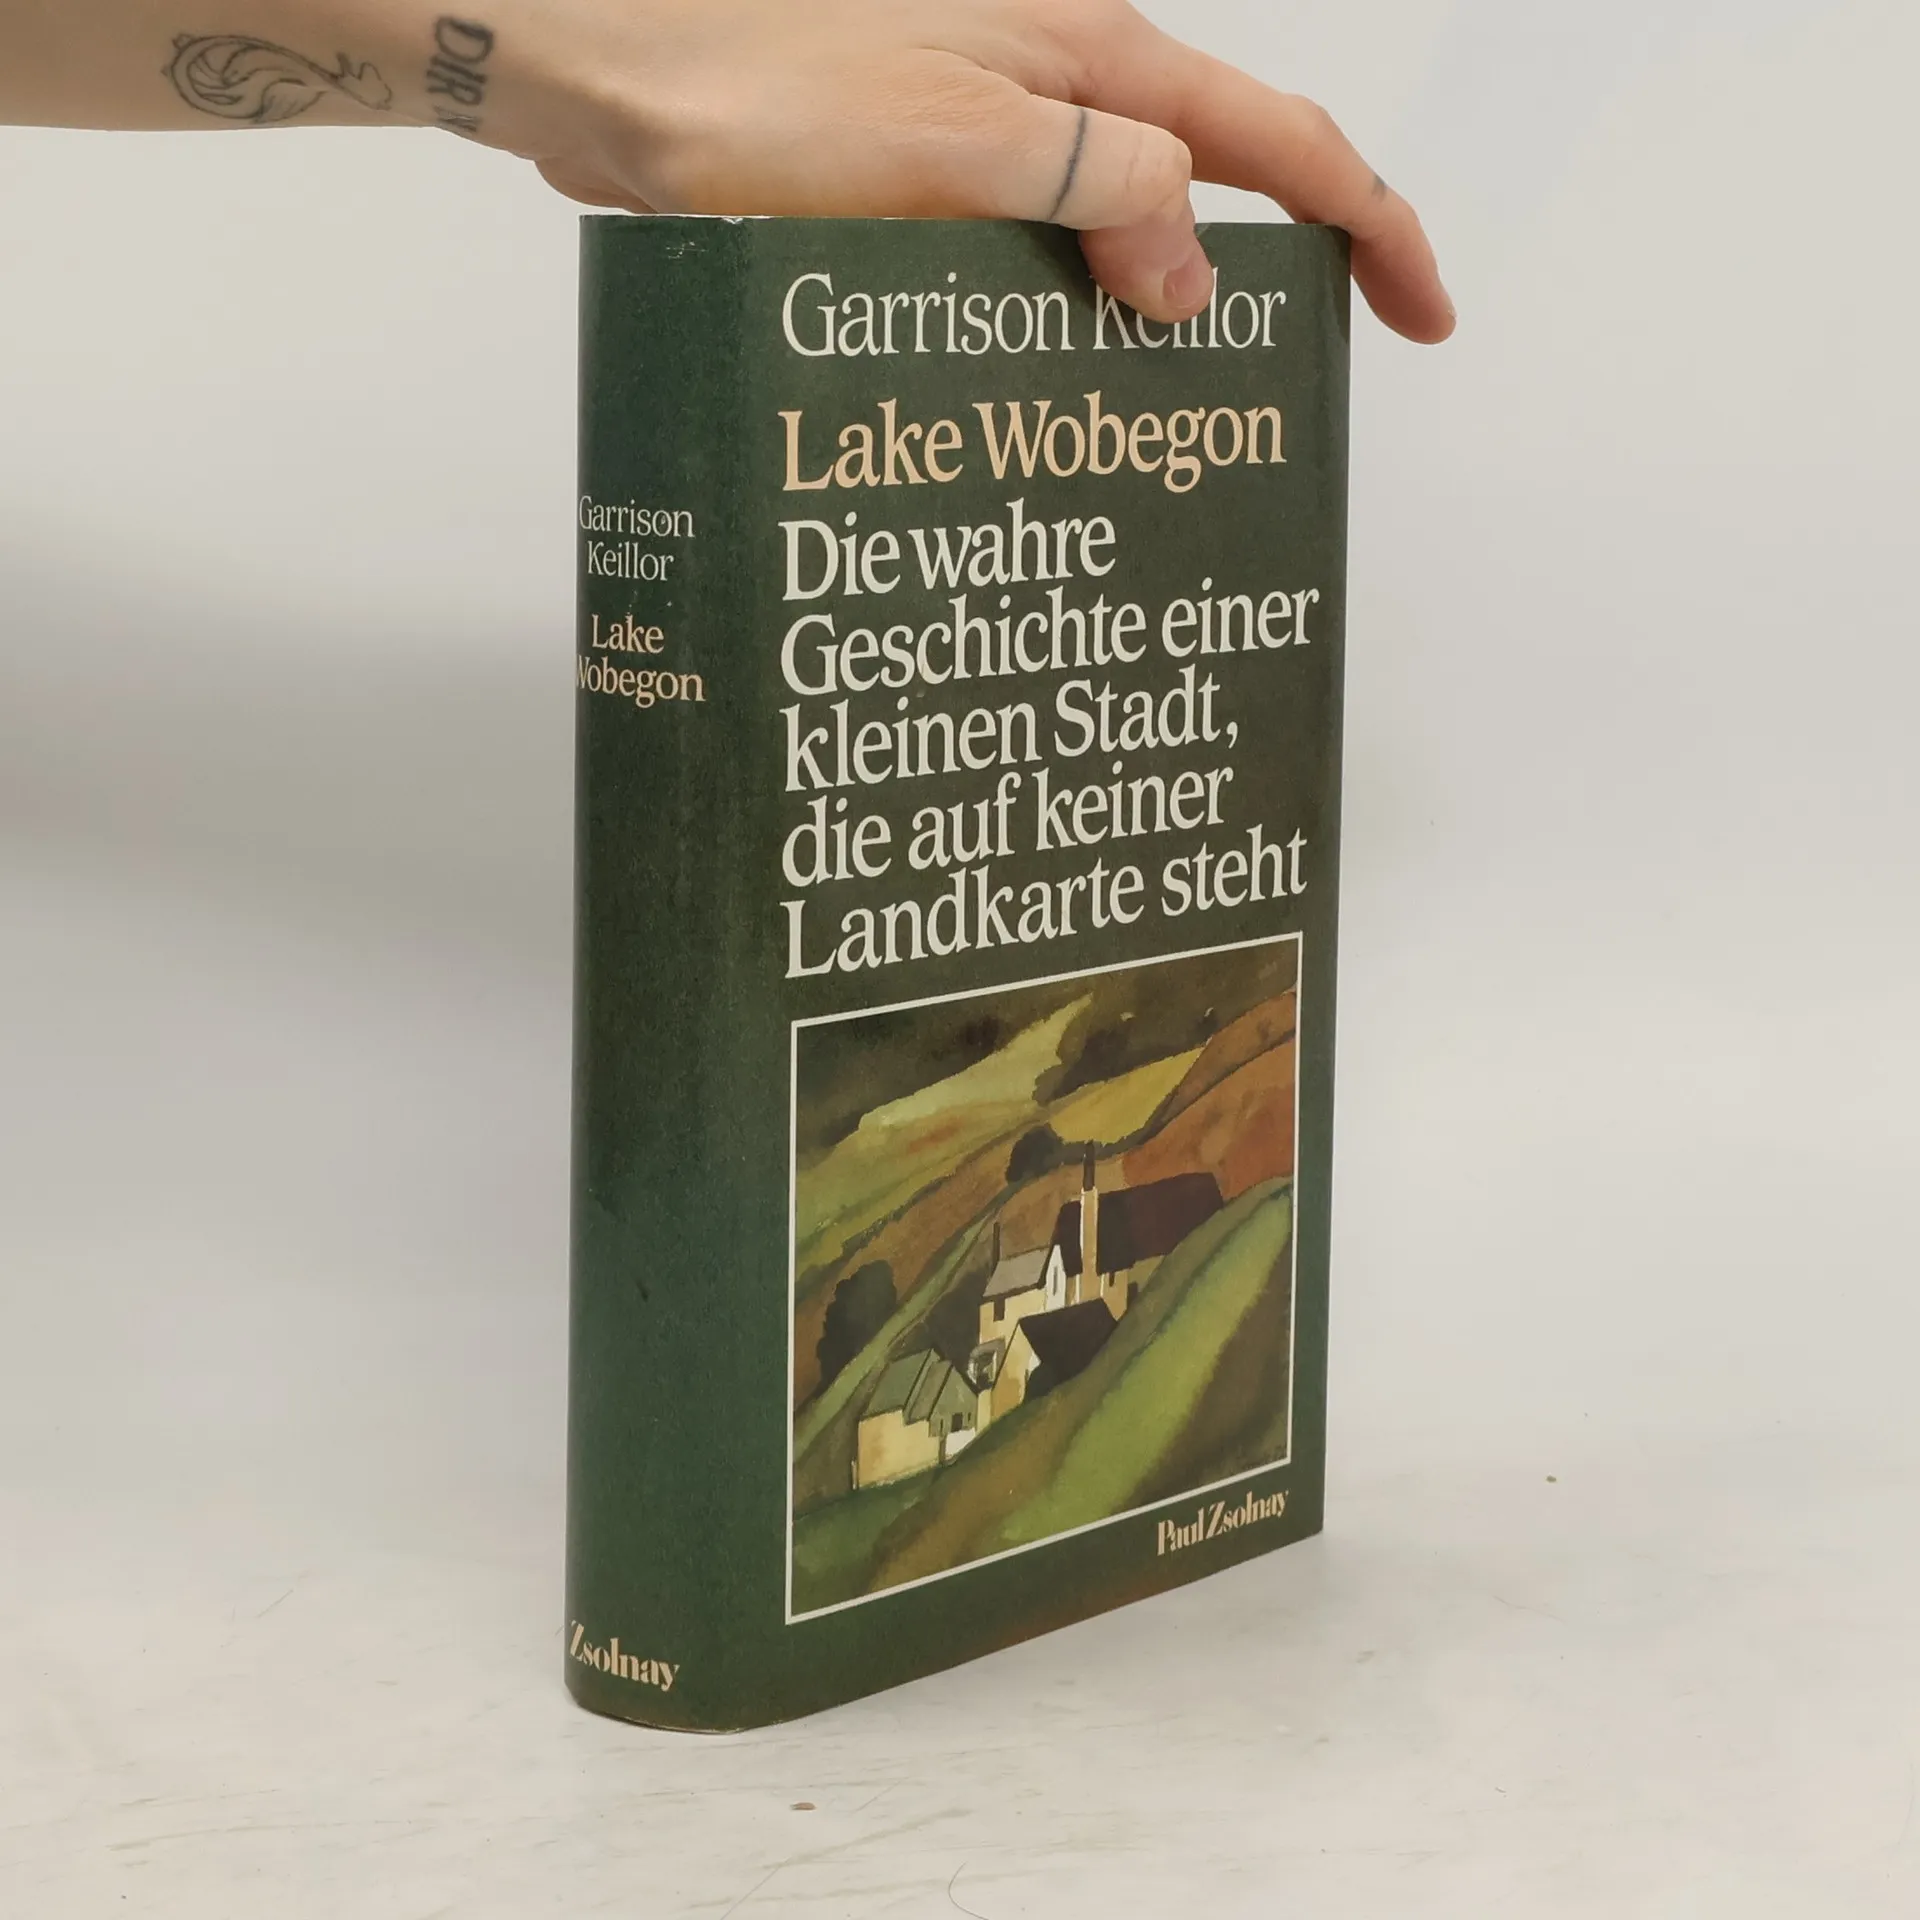 DIRN
Garrison Keillor
Lake Wobegon
Die wahre
Geschichte einer
kleinen Stadt,
die auf keiner
Landkarte steht
Paul Zsolnay
Garrison
Keillor
Lake
Wobegon
Zsolnay